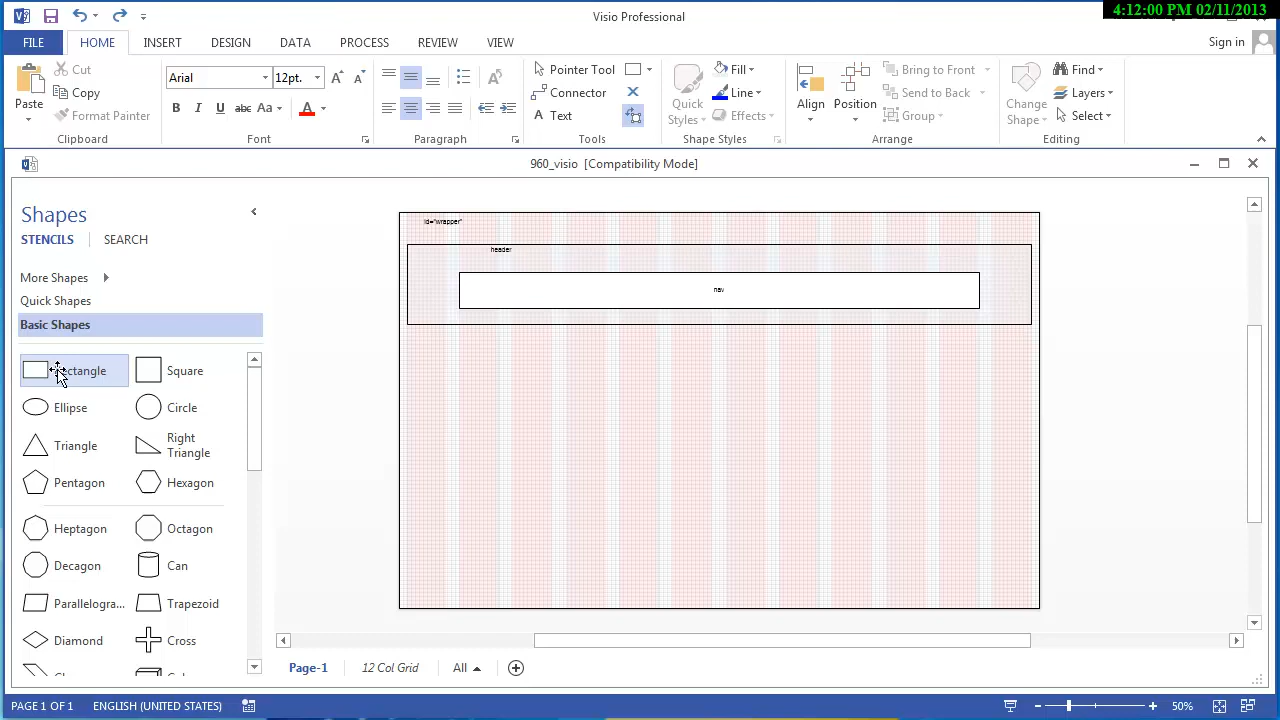 Visio Professional
4:12:00 PM 02/11/2013
FILE HOME INSERT DESIGN DATA PROCESS REVIEW VIEW Sign in
Paste Cut Copy Format Painter Clipboard
Arial 12pt. A A
B I U abc Aa A Font
Paragraph
Pointer Tool
Connector
A Text
Tools
Quick Styles Fill Line Effects Shape Styles
Align Position Bring to Front Send to Back Group Arrange
Change Shape Find Layers Select Editing
960_visio [Compatibility Mode]
Shapes
STENCILS SEARCH
More Shapes
Quick Shapes
Basic Shapes
Square
Ellipse Circle
Triangle Right Triangle
Pentagon Hexagon
Heptagon Octagon
Decagon Can
Parallelogra... Trapezoid
Diamond Cross
id="wrapper"
header
nav
Page-1 12 Col Grid All
PAGE 1 OF 1 ENGLISH (UNITED STATES) 50%